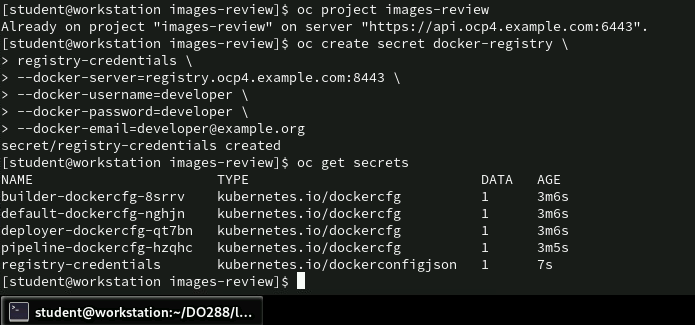 [student@workstation images-review]$ oc project images-review
Already on project "images-review" on server "https://api.ocp4.example.com:6443".
[student@workstation images-review]$ oc create secret docker-registry \
> registry-credentials \
> --docker-server=registry.ocp4.example.com:8443 \
> --docker-username=developer \
> --docker-password=developer \
> --docker-email=developer@example.org
secret/registry-credentials created
[student@workstation images-review]$ oc get secrets
NAME                       TYPE                             DATA   AGE
builder-dockercfg-8srrv    kubernetes.io/dockercfg          1      3m6s
default-dockercfg-nghjn    kubernetes.io/dockercfg          1      3m6s
deployer-dockercfg-qt7bn   kubernetes.io/dockercfg          1      3m6s
pipeline-dockercfg-hzqhc   kubernetes.io/dockercfg          1      3m5s
registry-credentials       kubernetes.io/dockerconfigjson   1      7s
[student@workstation images-review]$
student@workstation:~/DO288/l...